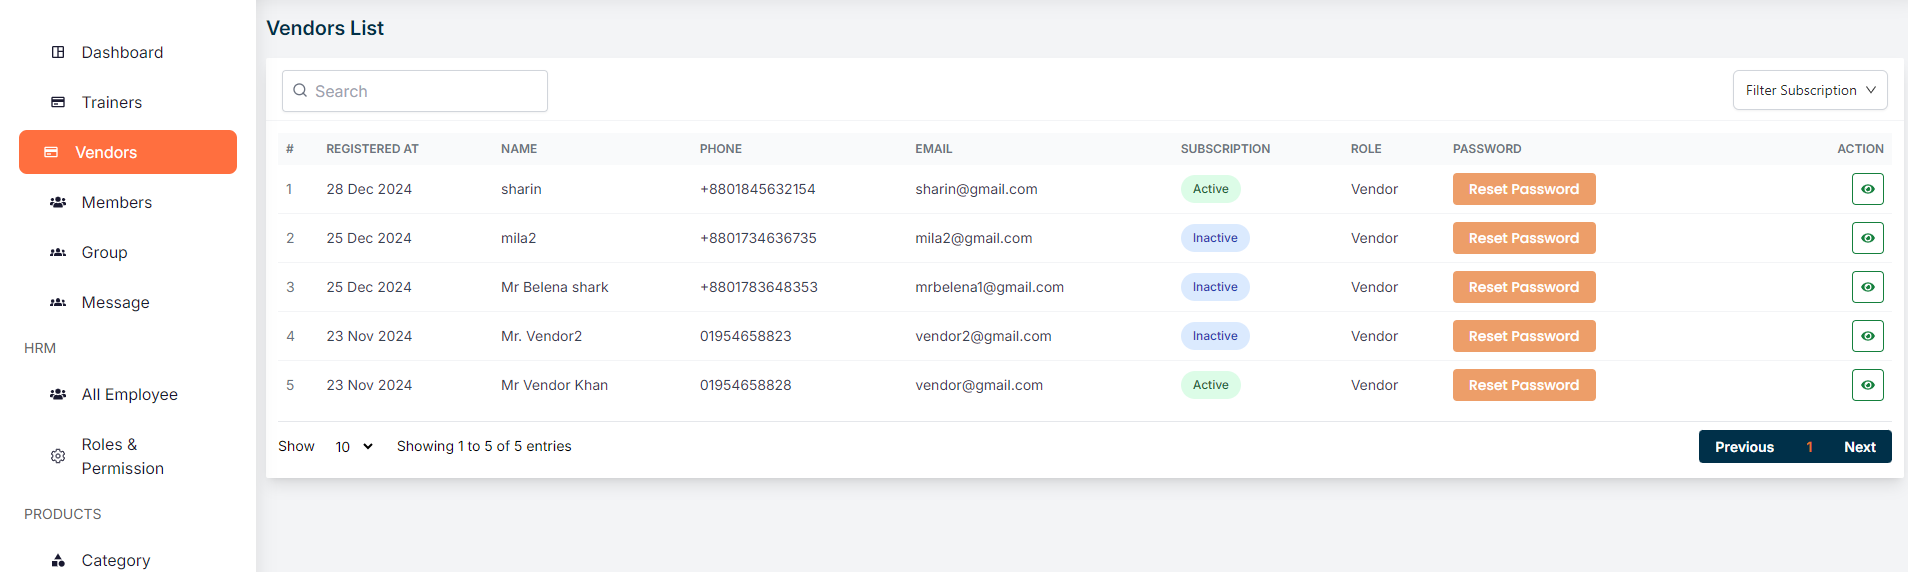 Dashboard
Trainers
Vendors
Members
Group
Message
HRM
All Employee
Roles &
Permission
PRODUCTS
Category
Vendors List
Search
Filter Subscription
# REGISTERED AT NAME PHONE EMAIL SUBSCRIPTION ROLE PASSWORD ACTION
1 28 Dec 2024 sharin +8801845632154 sharin@gmail.com Active Vendor Reset Password
2 25 Dec 2024 mila2 +8801734636735 mila2@gmail.com Inactive Vendor Reset Password
3 25 Dec 2024 Mr Belena shark +8801783648353 mrbelena1@gmail.com Inactive Vendor Reset Password
4 23 Nov 2024 Mr. Vendor2 01954658823 vendor2@gmail.com Inactive Vendor Reset Password
5 23 Nov 2024 Mr Vendor Khan 01954658828 vendor@gmail.com Active Vendor Reset Password
Show 10 Showing 1 to 5 of 5 entries Previous 1 Next